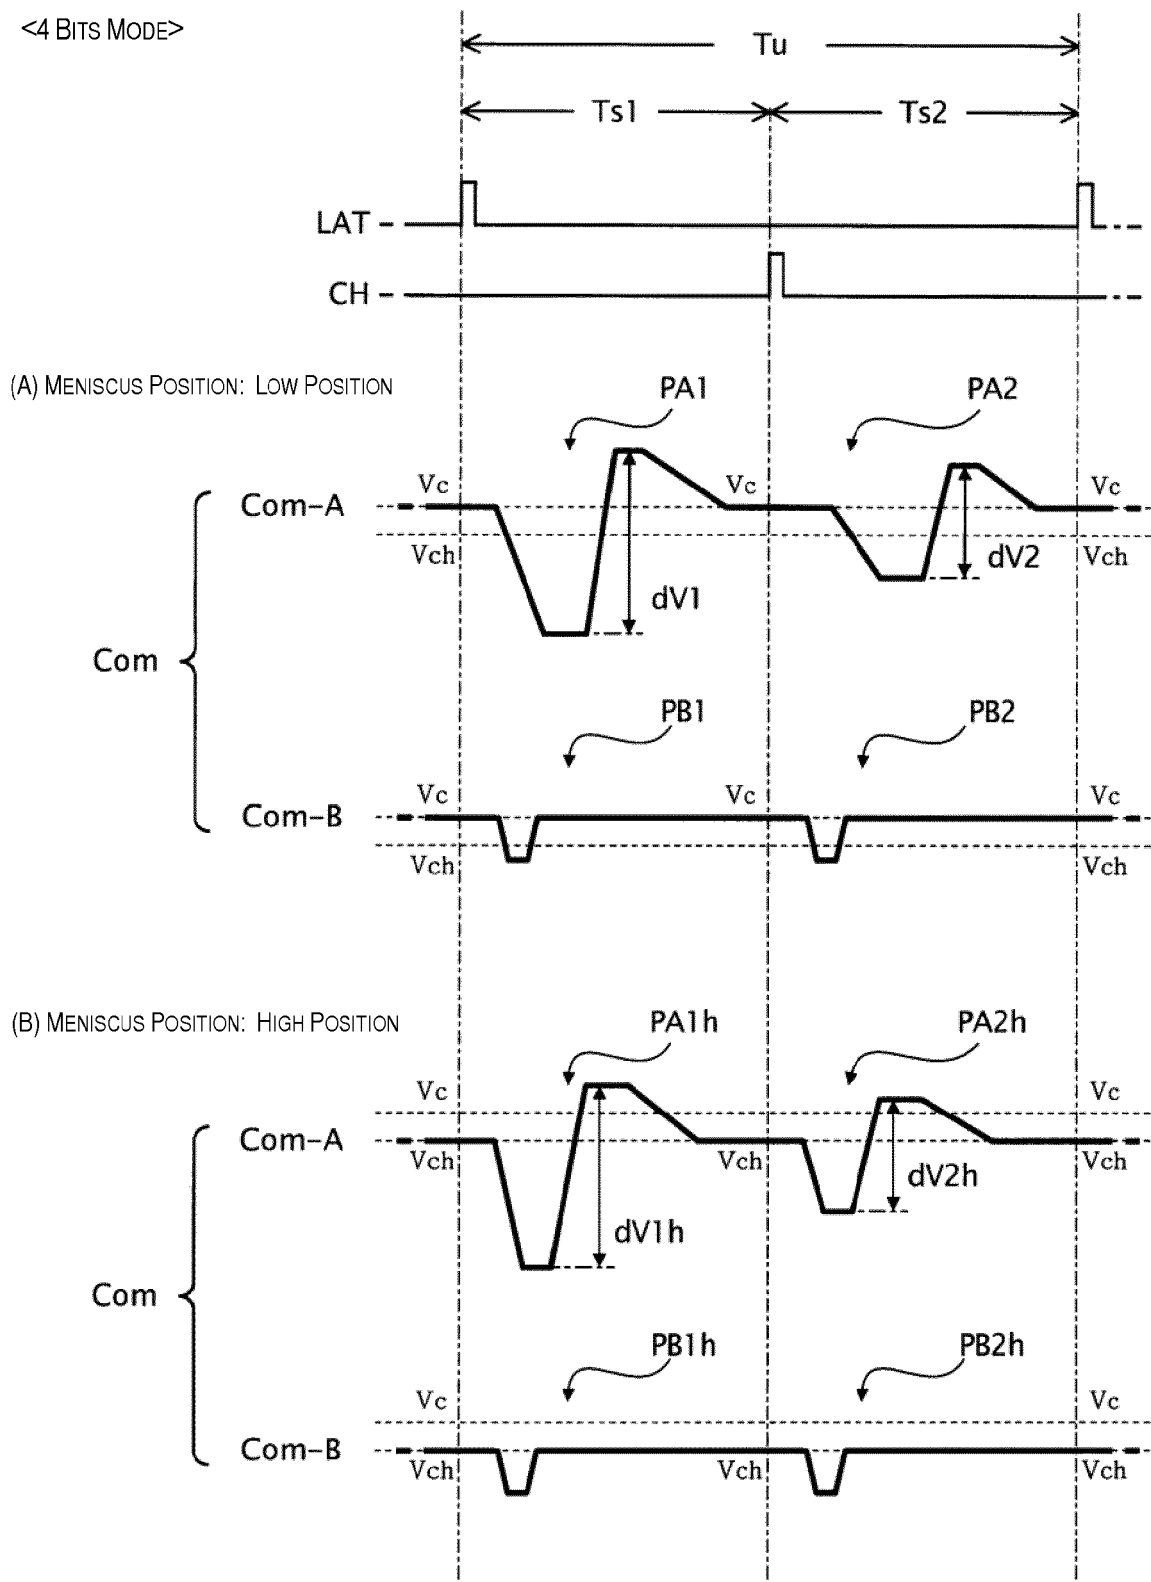 <4 BITS MODE>
Tu
Ts1 Ts2
LAT
CH
(A) MENISCUS POSITION: LOW POSITION
PA1 PA2
Vc Vc Vc
Com-A
Vch Vch
dV1 dV2
Com
PB1 PB2
Vc Vc Vc
Com-B
Vch Vch
(B) MENISCUS POSITION: HIGH POSITION
PA1h PA2h
Vc Vc
Com-A
Vch Vch Vch
dV1h dV2h
Com
PB1h PB2h
Vc Vc
Com-B
Vch Vch Vch